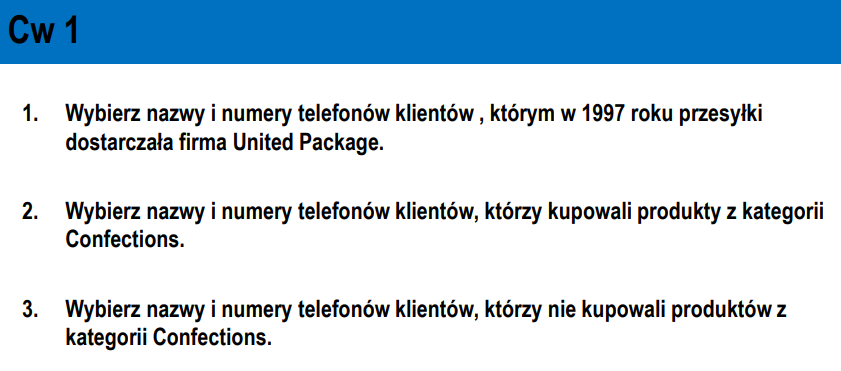 Cw 1
1. Wybierz nazwy i numery telefonów klientów , którym w 1997 roku przesyłki
dostarczała firma United Package.
2. Wybierz nazwy i numery telefonów klientów, którzy kupowali produkty z kategorii
Confections.
3. Wybierz nazwy i numery telefonów klientów, którzy nie kupowali produktów z
kategorii Confections.